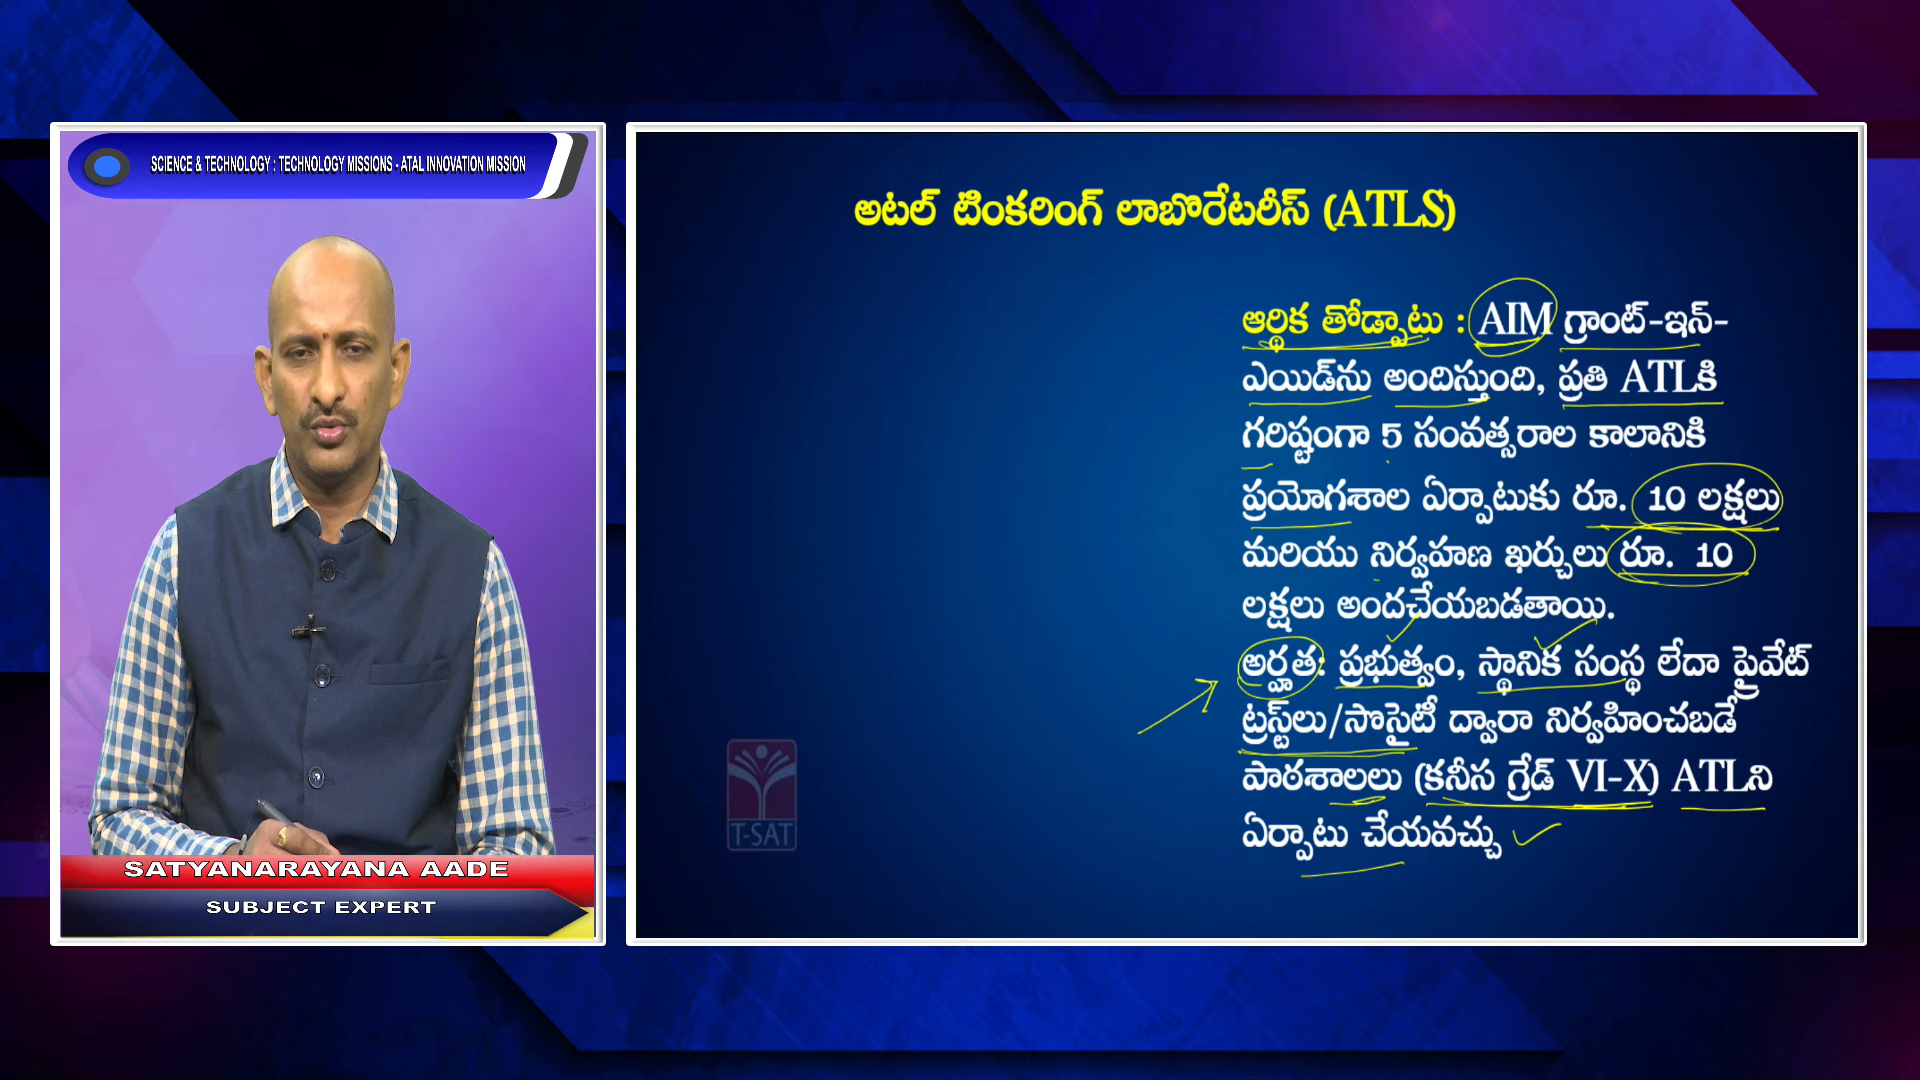 SCIENCE & TECHNOLOGY : TECHNOLOGY MISSIONS - ATAL INNOVATION MISSION
SATYANARAYANA AADE
SUBJECT EXPERT
అటల్ టింకరింగ్ లాబొరేటరీస్ (ATLS)
ఆర్థిక తోడ్పాటు : AIM గ్రాంట్-ఇన్-
ఎయిడ్‌ను అందిస్తుంది, ప్రతి ATLకి
గరిష్టంగా 5 సంవత్సరాల కాలానికి
ప్రయోగశాల ఏర్పాటుకు రూ. 10 లక్షలు
మరియు నిర్వహణ ఖర్చులు రూ. 10
లక్షలు అందచేయబడతాయి.
అర్హత: ప్రభుత్వం, స్థానిక సంస్థ లేదా ప్రైవేట్
ట్రస్ట్‌లు/సొసైటీ ద్వారా నిర్వహించబడే
పాఠశాలలు (కనీస గ్రేడ్ VI-X) ATLని
ఏర్పాటు చేయవచ్చు
T-SAT